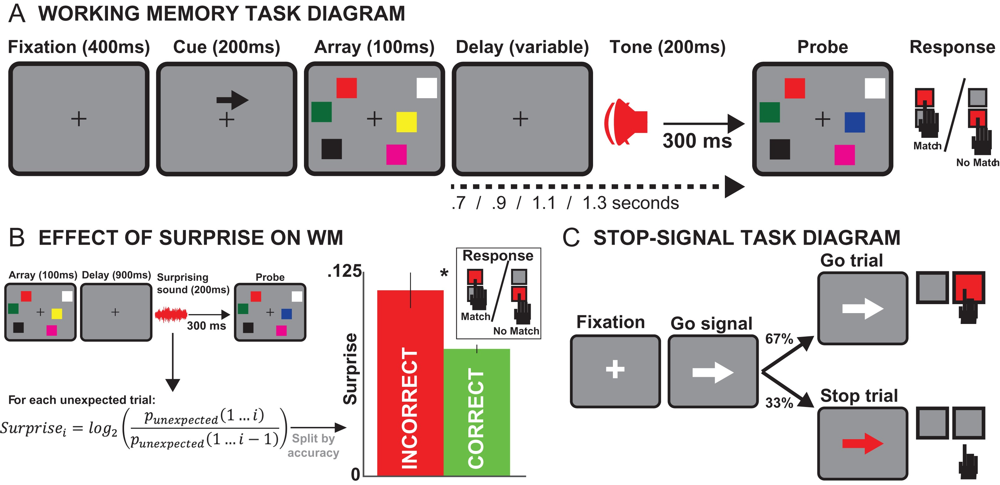 A WORKING MEMORY TASK DIAGRAM
Fixation (400ms)
Cue (200ms)
Array (100ms)
Delay (variable)
Tone (200ms)
Probe
Response
300 ms
Match
No Match
.7 / .9 / 1.1 / 1.3 seconds
B EFFECT OF SURPRISE ON WM
Array (100ms)
Delay (900ms)
Surprising
sound (200ms)
Probe
300 ms
For each unexpected trial:
Surprise_i = log_2 (p_unexpected(1 ... i) / p_unexpected(1 ... i − 1))
Split by
accuracy
.125
Surprise
0
INCORRECT
CORRECT
*
Response
Match
No Match
C STOP-SIGNAL TASK DIAGRAM
Fixation
Go signal
67%
33%
Go trial
Stop trial